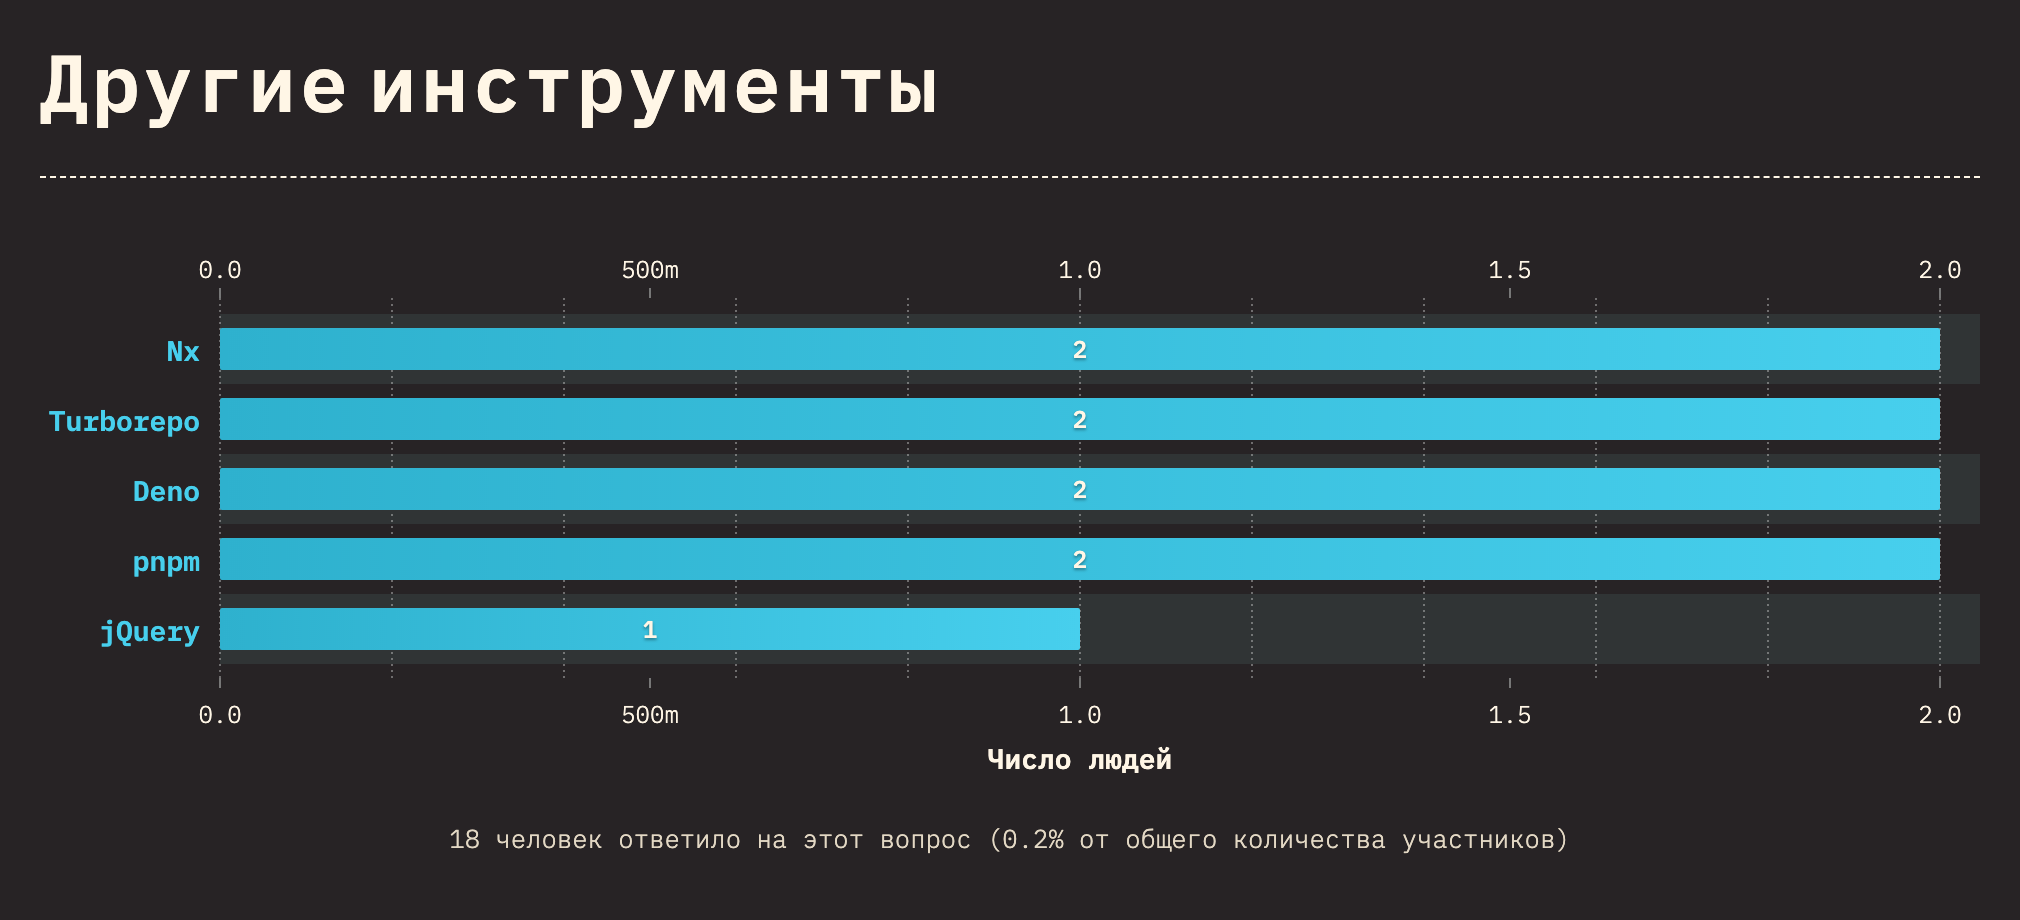 Другие инструменты
0.0 500m 1.0 1.5 2.0
Nx 2
Turborepo 2
Deno 2
pnpm 2
jQuery 1
0.0 500m 1.0 1.5 2.0
Число людей
18 человек ответило на этот вопрос (0.2% от общего количества участников)